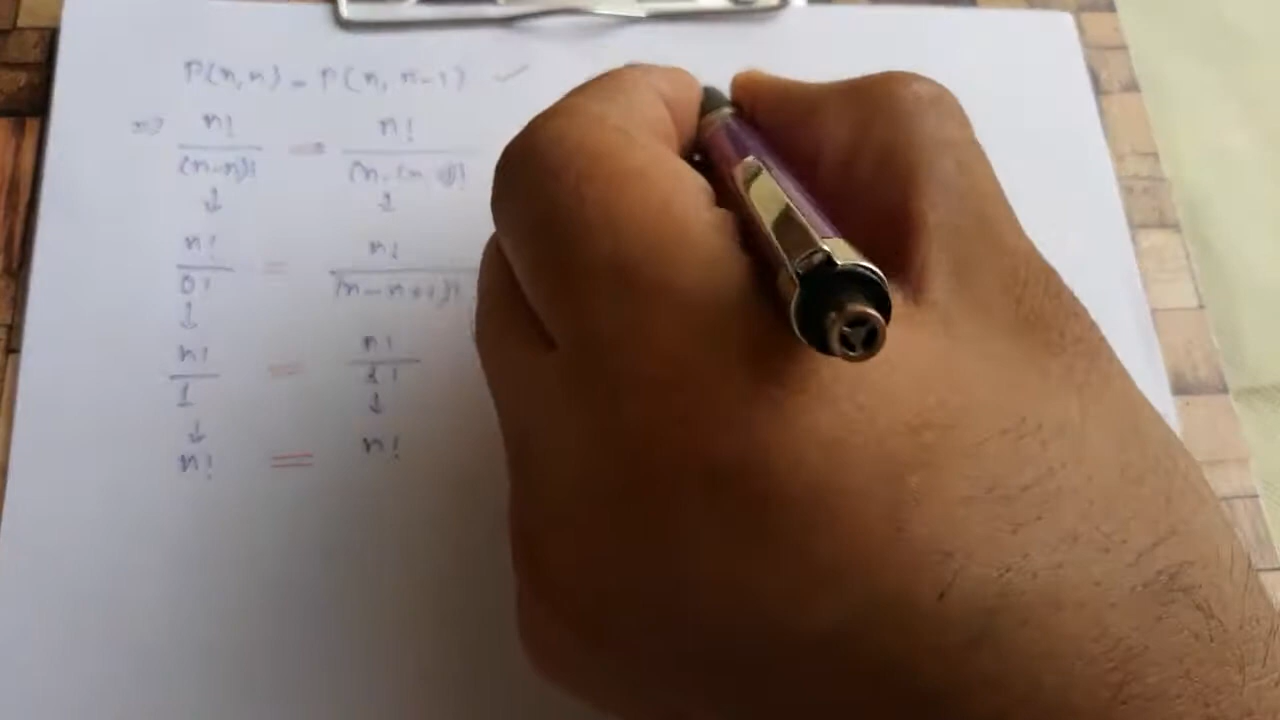 P(n, n) = P(n, n-1) ✓
=> n!/(n-n)! = n!/(n-(n-1))!
↓ ↓
n!/0! = n!/(n-n+1)!
↓
n!/1 = n!/1!
↓ ↓
n! = n!